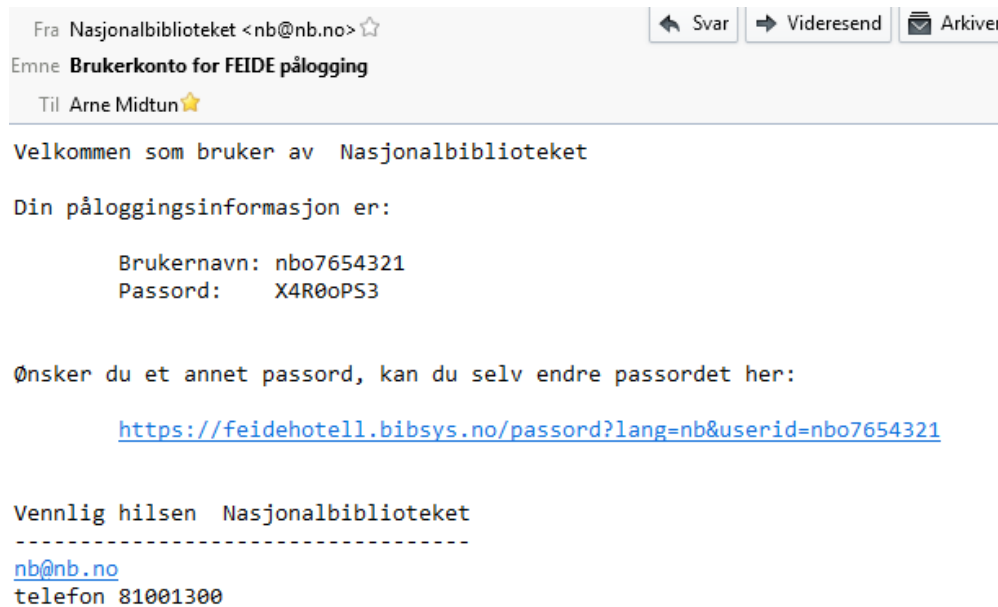 Fra Nasjonalbiblioteket <nb@nb.no>
Svar
Videresend
Arkiver
Emne Brukerkonto for FEIDE pålogging
Til Arne Midtun
Velkommen som bruker av  Nasjonalbiblioteket
Din påloggingsinformasjon er:
Brukernavn: nbo7654321
Passord:    X4R0oPS3
Ønsker du et annet passord, kan du selv endre passordet her:
https://feidehotell.bibsys.no/passord?lang=nb&userid=nbo7654321
Vennlig hilsen  Nasjonalbiblioteket
-----------------------------------
nb@nb.no
telefon 81001300